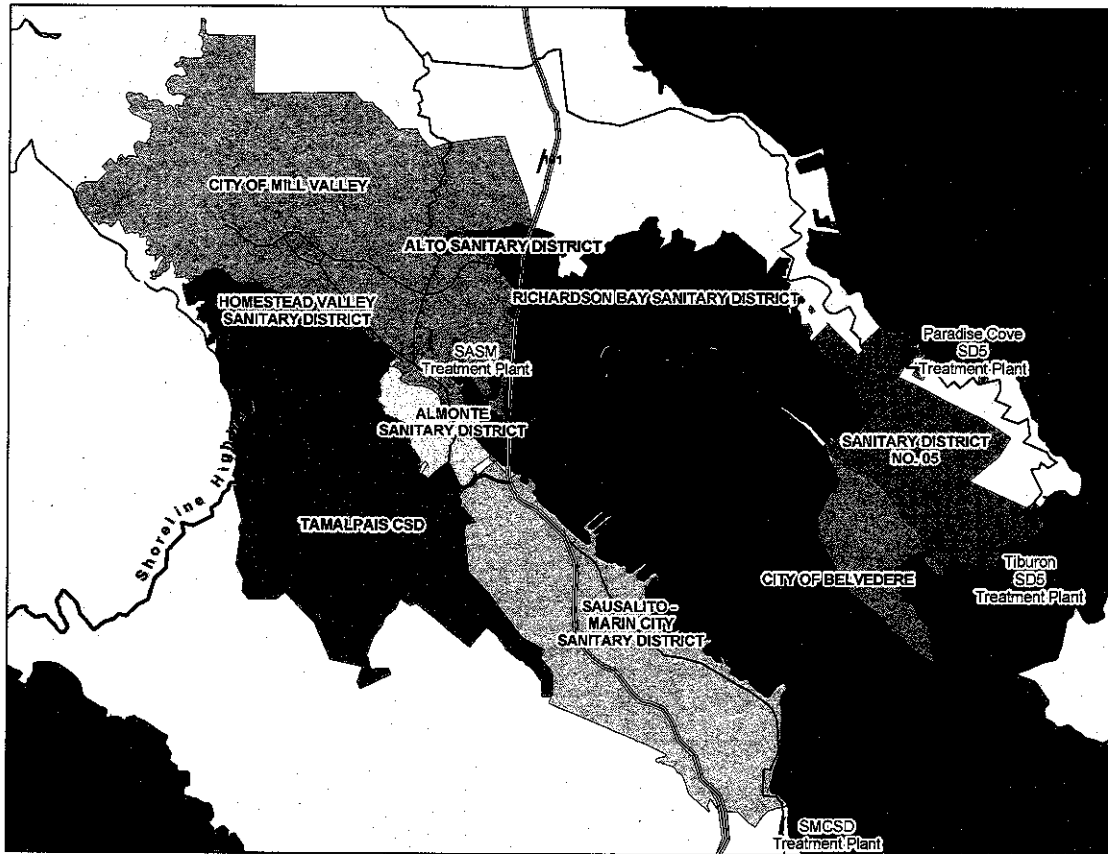 101
CITY OF MILL VALLEY
ALTO SANITARY DISTRICT
HOMESTEAD VALLEY
SANITARY DISTRICT
RICHARDSON BAY SANITARY DISTRICT
Paradise Cove
SD5
Treatment Plant
SASM
Treatment Plant
ALMONTE
SANITARY DISTRICT
SANITARY DISTRICT
NO. 05
Shoreline High
TAMALPAIS CSD
Tiburon
SD5
Treatment Plant
CITY OF BELVEDERE
SAUSALITO -
MARIN CITY
SANITARY DISTRICT
SMCSD
Treatment Plant